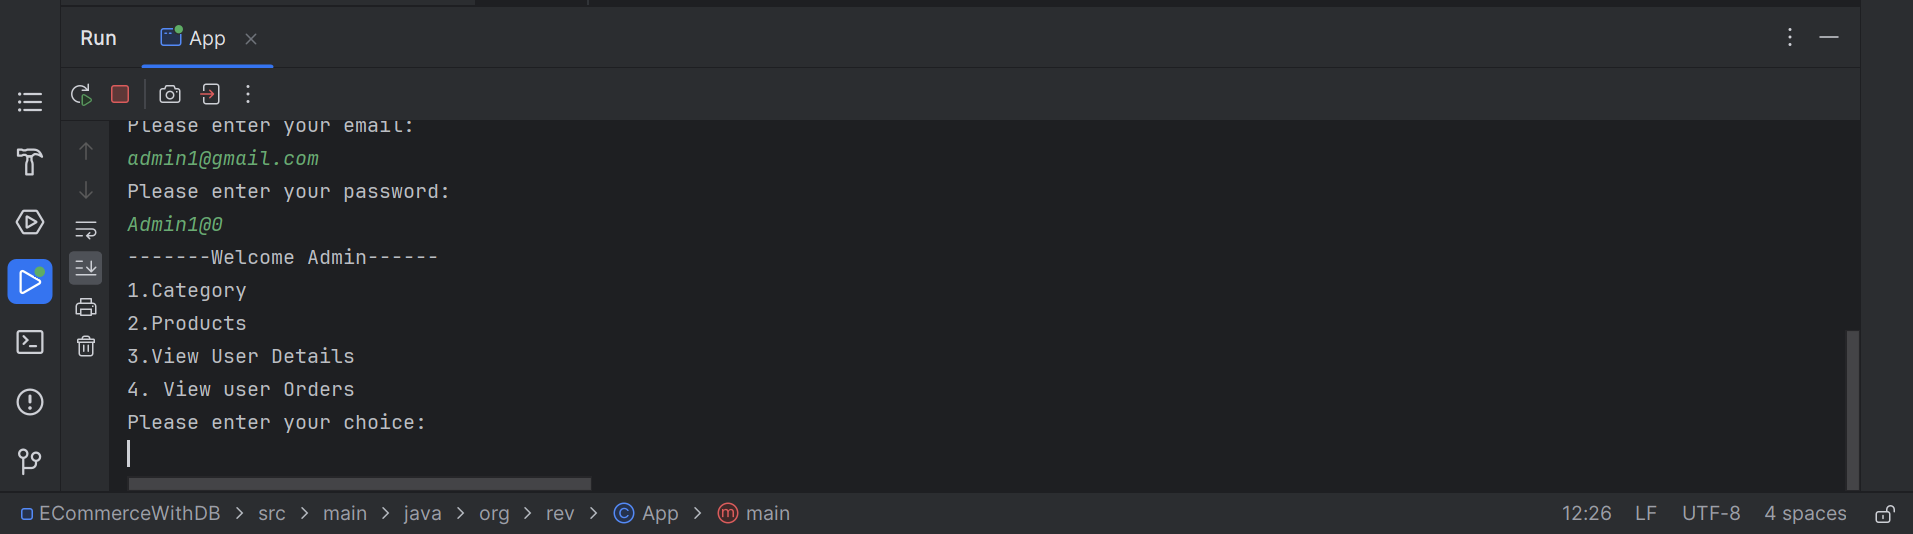 Run App
Please enter your email:
admin1@gmail.com
Please enter your password:
Admin1@0
-------Welcome Admin------
1.Category
2.Products
3.View User Details
4. View user Orders
Please enter your choice:
ECommerceWithDB > src > main > java > org > rev > App > main 12:26 LF UTF-8 4 spaces